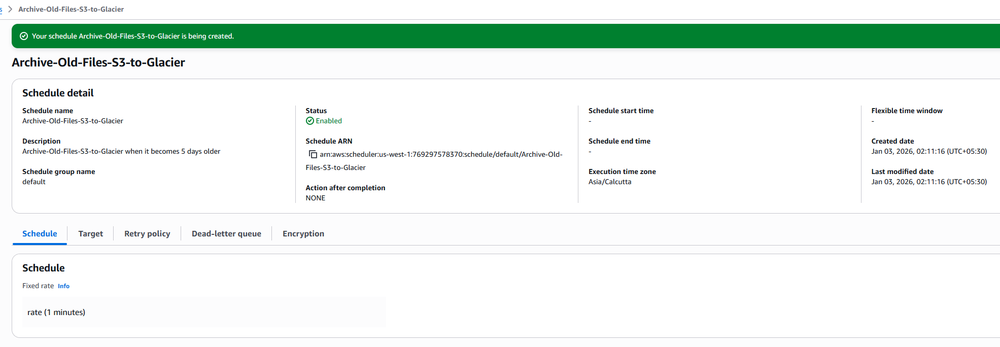 s > Archive-Old-Files-S3-to-Glacier
Your schedule Archive-Old-Files-S3-to-Glacier is being created.
Archive-Old-Files-S3-to-Glacier
Schedule detail
Schedule name
Archive-Old-Files-S3-to-Glacier
Description
Archive-Old-Files-S3-to-Glacier when it becomes 5 days older
Schedule group name
default
Status
Enabled
Schedule ARN
arn:aws:scheduler:us-west-1:769297578370:schedule/default/Archive-Old-
Files-S3-to-Glacier
Action after completion
NONE
Schedule start time
-
Schedule end time
-
Execution time zone
Asia/Calcutta
Flexible time window
-
Created date
Jan 03, 2026, 02:11:16 (UTC+05:30)
Last modified date
Jan 03, 2026, 02:11:16 (UTC+05:30)
Schedule
Target
Retry policy
Dead-letter queue
Encryption
Schedule
Fixed rate Info
rate (1 minutes)